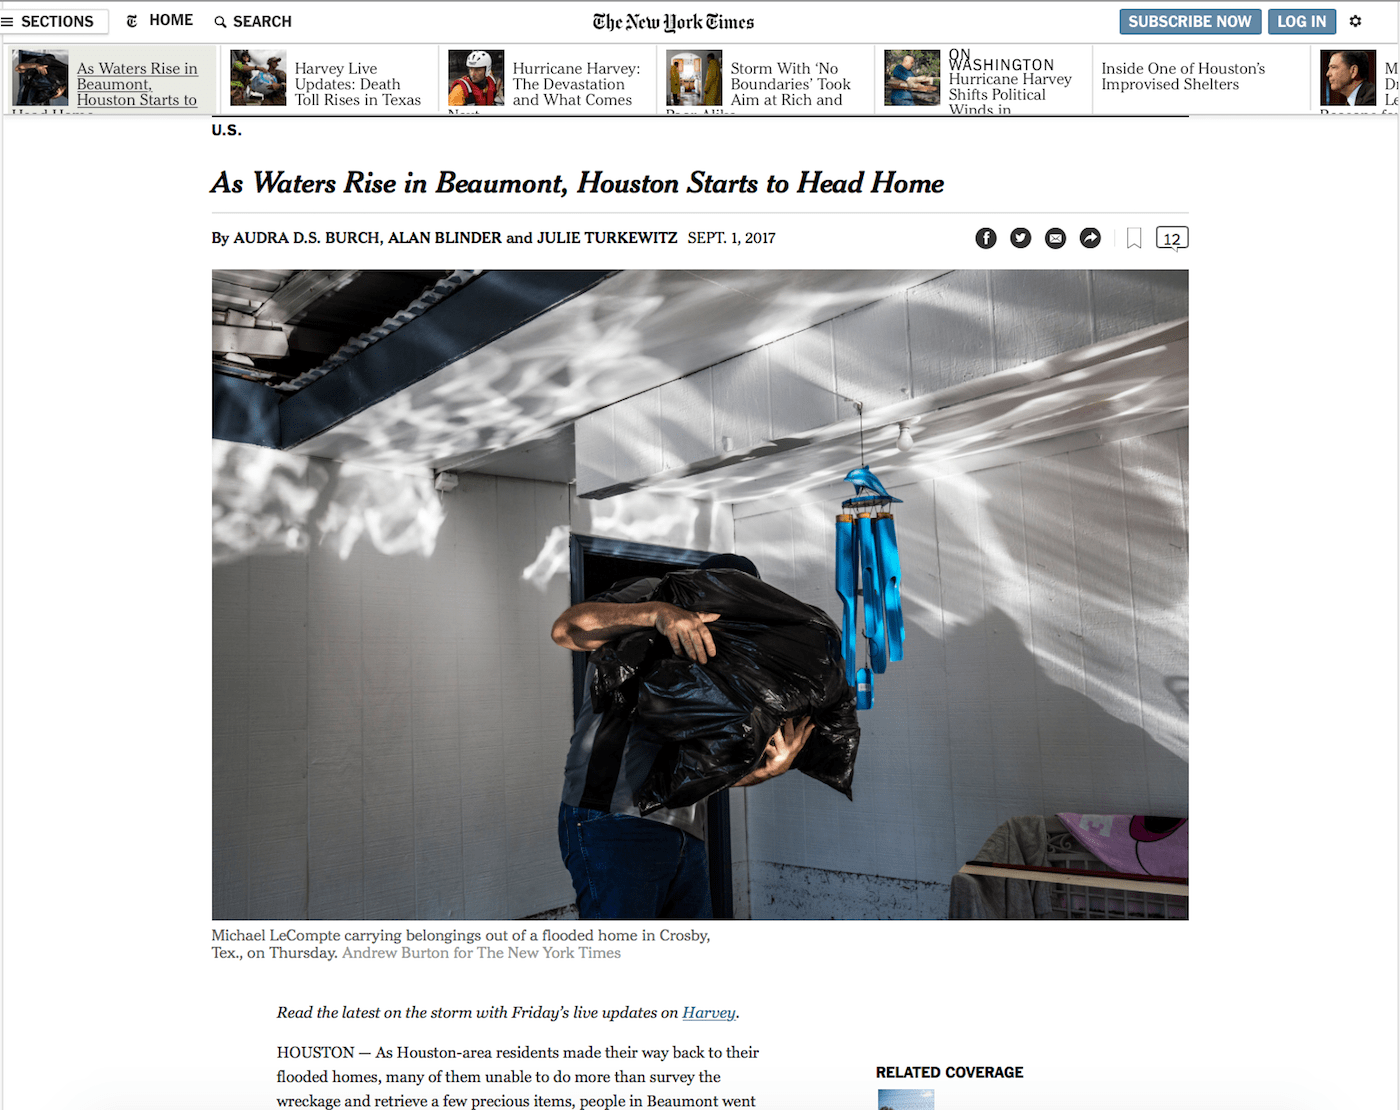 SECTIONS
HOME
SEARCH
The New York Times
SUBSCRIBE NOW
LOG IN
As Waters Rise in
Beaumont,
Houston Starts to
Head Home
Harvey Live
Updates: Death
Toll Rises in Texas
Hurricane Harvey:
The Devastation
and What Comes
Next
Storm With ‘No
Boundaries’ Took
Aim at Rich and
Poor Alike
ON
WASHINGTON
Hurricane Harvey
Shifts Political
Winds in
Inside One of Houston’s
Improvised Shelters
U.S.
As Waters Rise in Beaumont, Houston Starts to Head Home
By AUDRA D.S. BURCH, ALAN BLINDER and JULIE TURKEWITZ SEPT. 1, 2017
12
Michael LeCompte carrying belongings out of a flooded home in Crosby,
Tex., on Thursday. Andrew Burton for The New York Times
Read the latest on the storm with Friday’s live updates on Harvey.
HOUSTON — As Houston-area residents made their way back to their
flooded homes, many of them unable to do more than survey the
wreckage and retrieve a few precious items, people in Beaumont went
RELATED COVERAGE